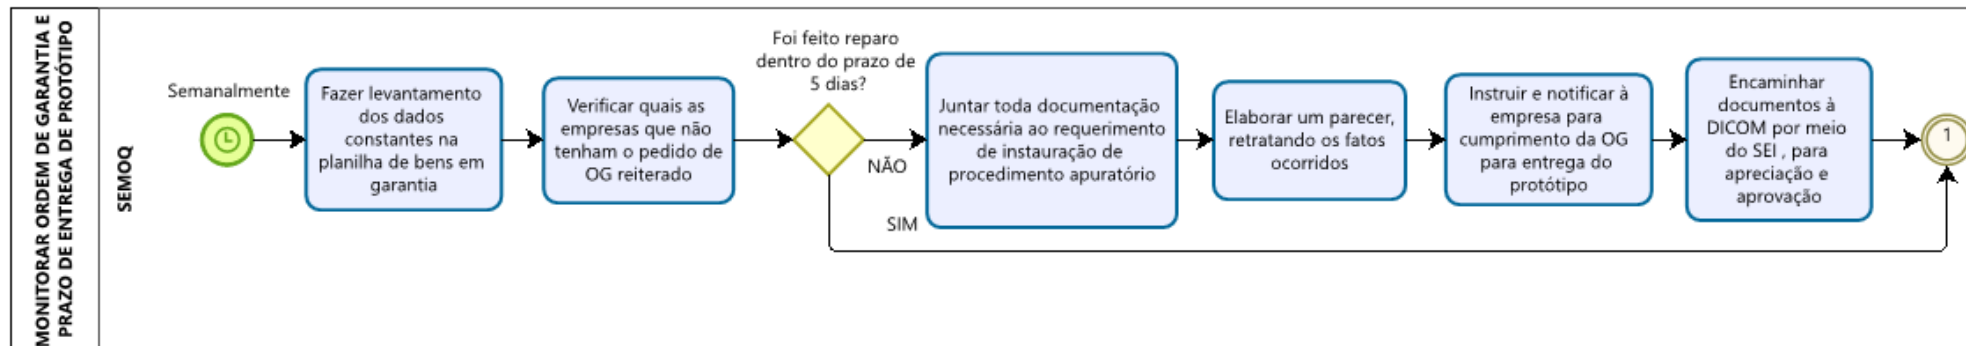 MONITORAR ORDEM DE GARANTIA E
PRAZO DE ENTREGA DE PROTÓTIPO
SEMOQ
Semanalmente
Fazer levantamento
dos dados
constantes na
planilha de bens em
garantia
Verificar quais as
empresas que não
tenham o pedido de
OG reiterado
Foi feito reparo
dentro do prazo de
5 dias?
NÃO
SIM
Juntar toda documentação
necessária ao requerimento
de instauração de
procedimento apuratório
Elaborar um parecer,
retratando os fatos
ocorridos
Instruir e notificar à
empresa para
cumprimento da OG
para entrega do
protótipo
Encaminhar
documentos à
DICOM por meio
do SEI , para
apreciação e
aprovação
1